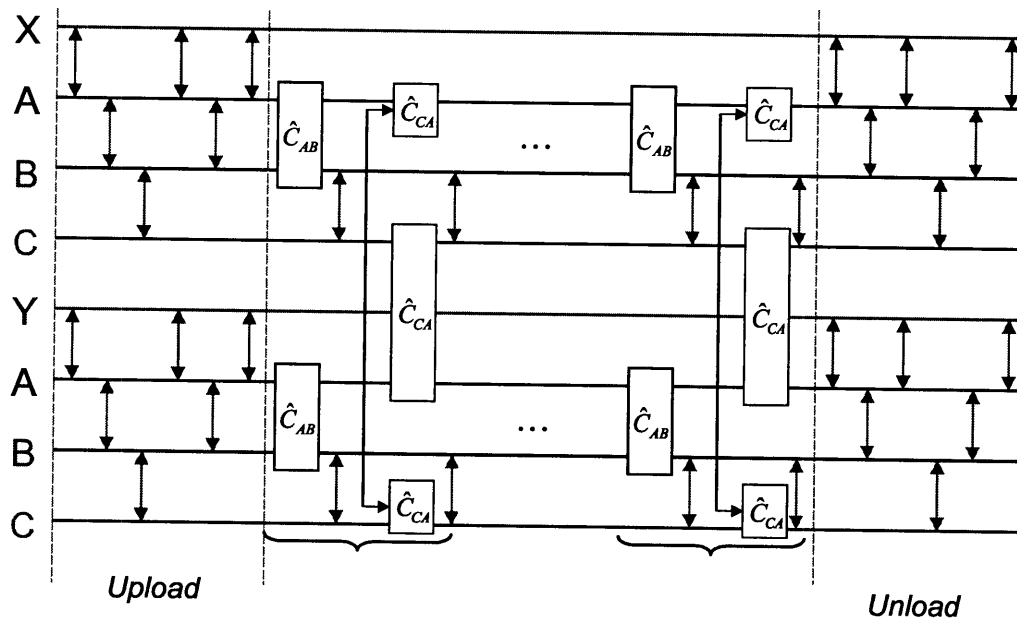 X
A
B
C
Y
A
B
C
Ĉ_AB
Ĉ_CA
...
Ĉ_AB
Ĉ_CA
Ĉ_CA
Ĉ_CA
Ĉ_AB
...
Ĉ_AB
Ĉ_CA
Ĉ_CA
Upload
Unload